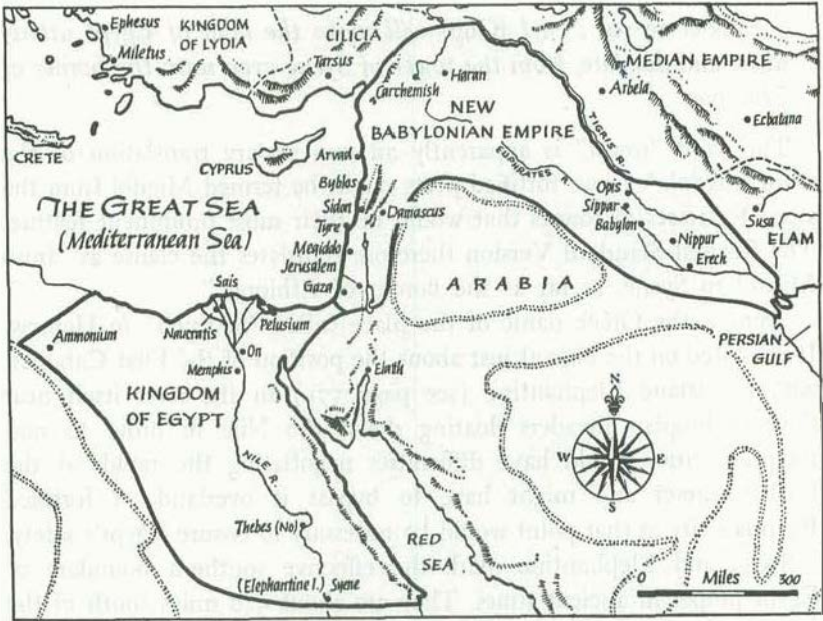 Ephesus
Miletus
KINGDOM
OF LYDIA
CILICIA
Tarsus
Carchemish
Haran
NEW
BABYLONIAN EMPIRE
MEDIAN EMPIRE
Arbela
Ecbatana
TIGRIS R.
EUPHRATES R.
CRETE
CYPRUS
Arvad
Byblos
Sidon
Tyre
Damascus
Megiddo
Jerusalem
Gaza
THE GREAT SEA
(Mediterranean Sea)
Opis
Sippar
Babylon
Nippur
Erech
Susa
ELAM
ARABIA
PERSIAN
GULF
Sais
Naucratis
Pelusium
Ammonium
On
Memphis
Elath
KINGDOM
OF EGYPT
NILE R.
Thebes (No)
RED
SEA
(Elephantine I.) Syene
W
S
0 Miles 300